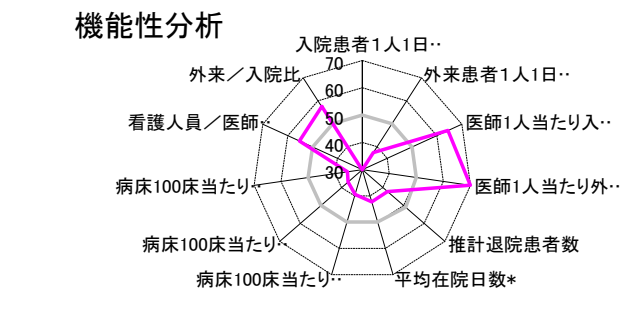 機能性分析
入院患者１人1日‥
外来患者１人1日‥
医師1人当たり入‥
医師1人当たり外‥
推計退院患者数
平均在院日数*
病床100床当たり‥
病床100床当たり‥
病床100床当たり‥
看護人員／医師‥
外来／入院比
70
60
50
40
30